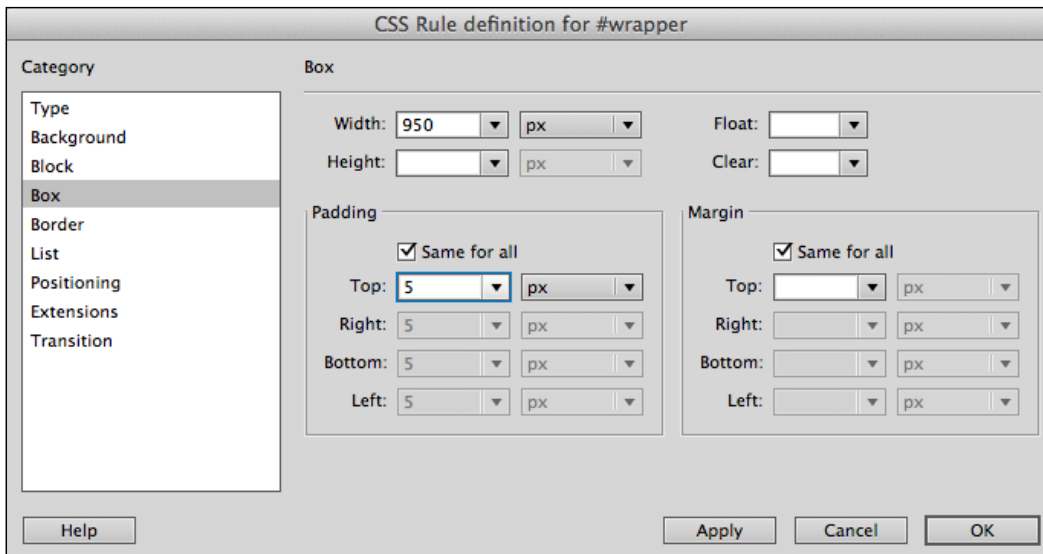 CSS Rule definition for #wrapper
Category
Type
Background
Block
Box
Border
List
Positioning
Extensions
Transition
Box
Width: 950 px Float:
Height: px Clear:
Padding
Same for all
Top: 5 px
Right: 5 px
Bottom: 5 px
Left: 5 px
Margin
Same for all
Top: px
Right: px
Bottom: px
Left: px
Help Apply Cancel OK